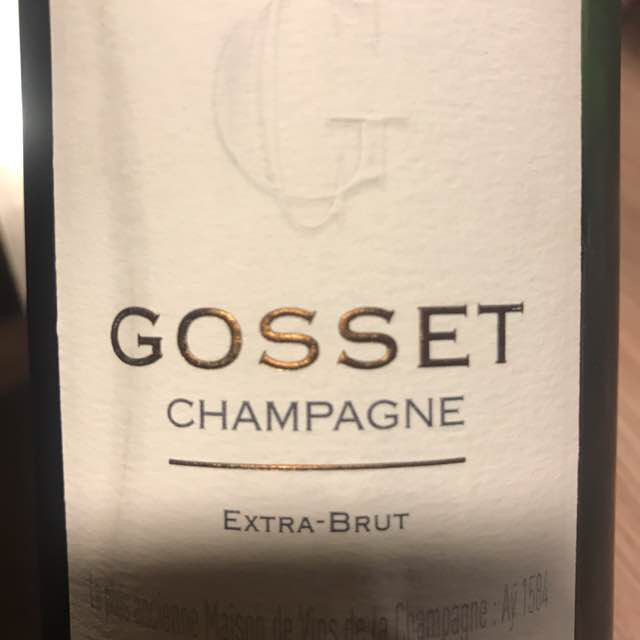 G
GOSSET
CHAMPAGNE
EXTRA-BRUT
La plus ancienne Maison de Vins de la Champagne : Aÿ 1584